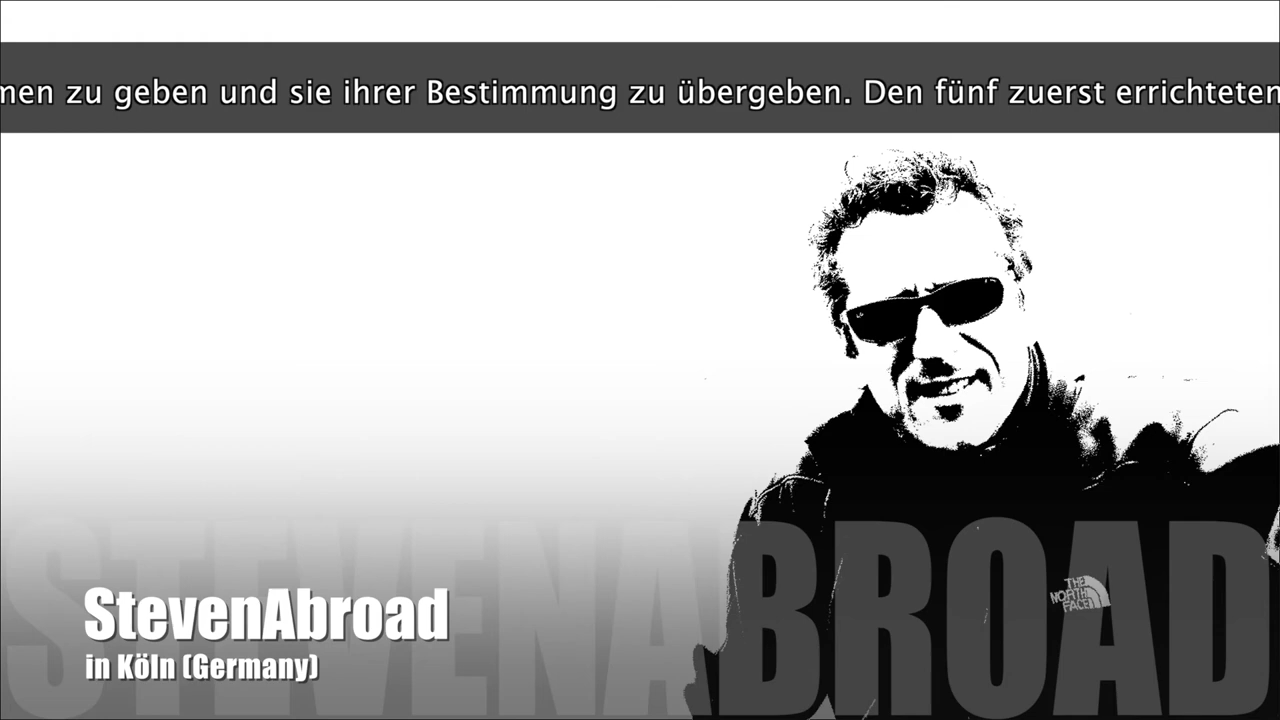 men zu geben und sie ihrer Bestimmung zu übergeben. Den fünf zuerst errichteten
STEVENABROAD
THE
NORTH
FACE
StevenAbroad
in Köln (Germany)